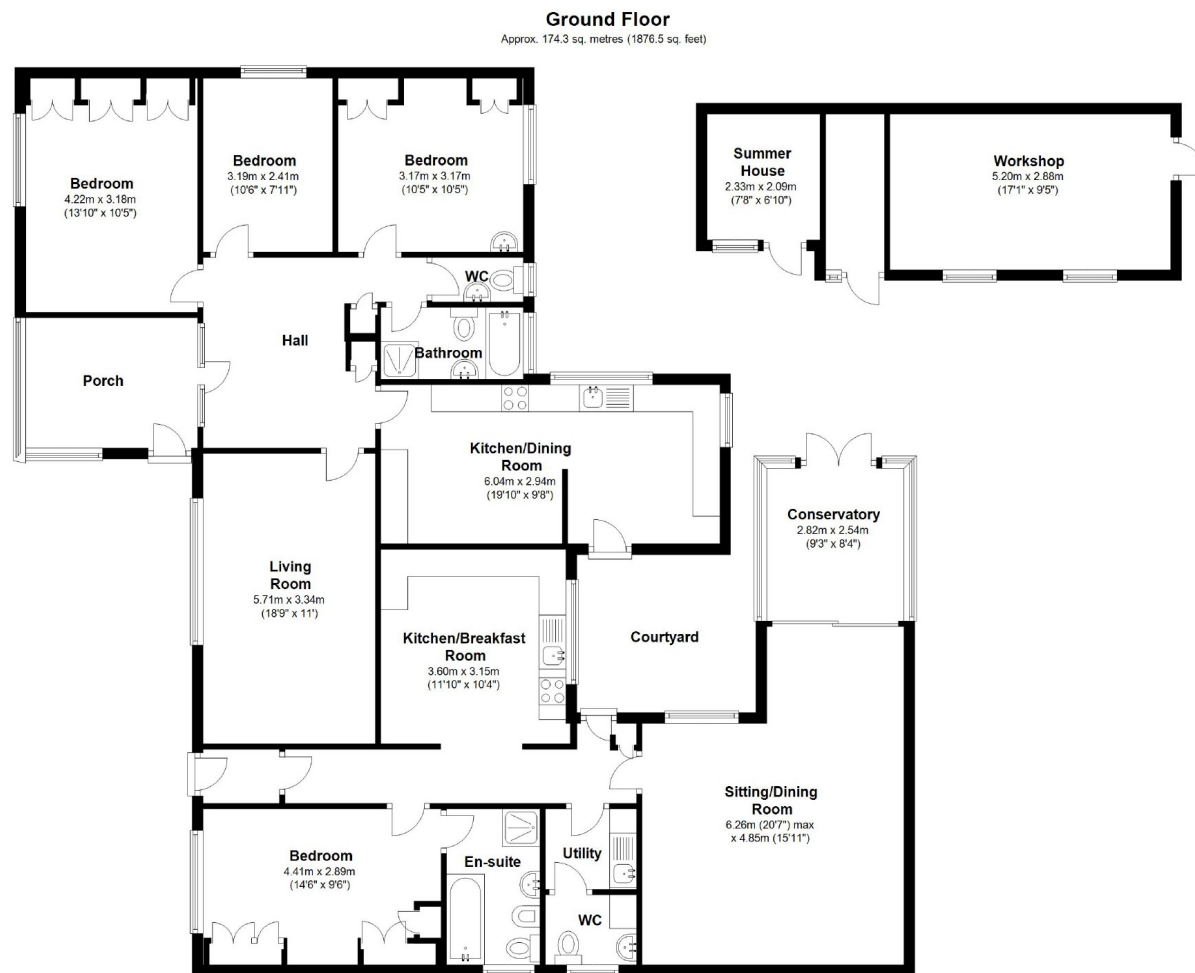 Ground Floor
Approx. 174.3 sq. metres (1876.5 sq. feet)
Bedroom
4.22m x 3.18m
(13'10" x 10'5")
Bedroom
3.19m x 2.41m
(10'6" x 7'11")
Bedroom
3.17m x 3.17m
(10'5" x 10'5")
Summer
House
2.33m x 2.09m
(7'8" x 6'10")
Workshop
5.20m x 2.88m
(17'1" x 9'5")
WC
Hall
Bathroom
Porch
Kitchen/Dining
Room
6.04m x 2.94m
(19'10" x 9'8")
Conservatory
2.82m x 2.54m
(9'3" x 8'4")
Living
Room
5.71m x 3.34m
(18'9" x 11')
Kitchen/Breakfast
Room
3.60m x 3.15m
(11'10" x 10'4")
Courtyard
Sitting/Dining
Room
6.26m (20'7") max
x 4.85m (15'11")
Bedroom
4.41m x 2.89m
(14'6" x 9'6")
En-suite
Utility
WC